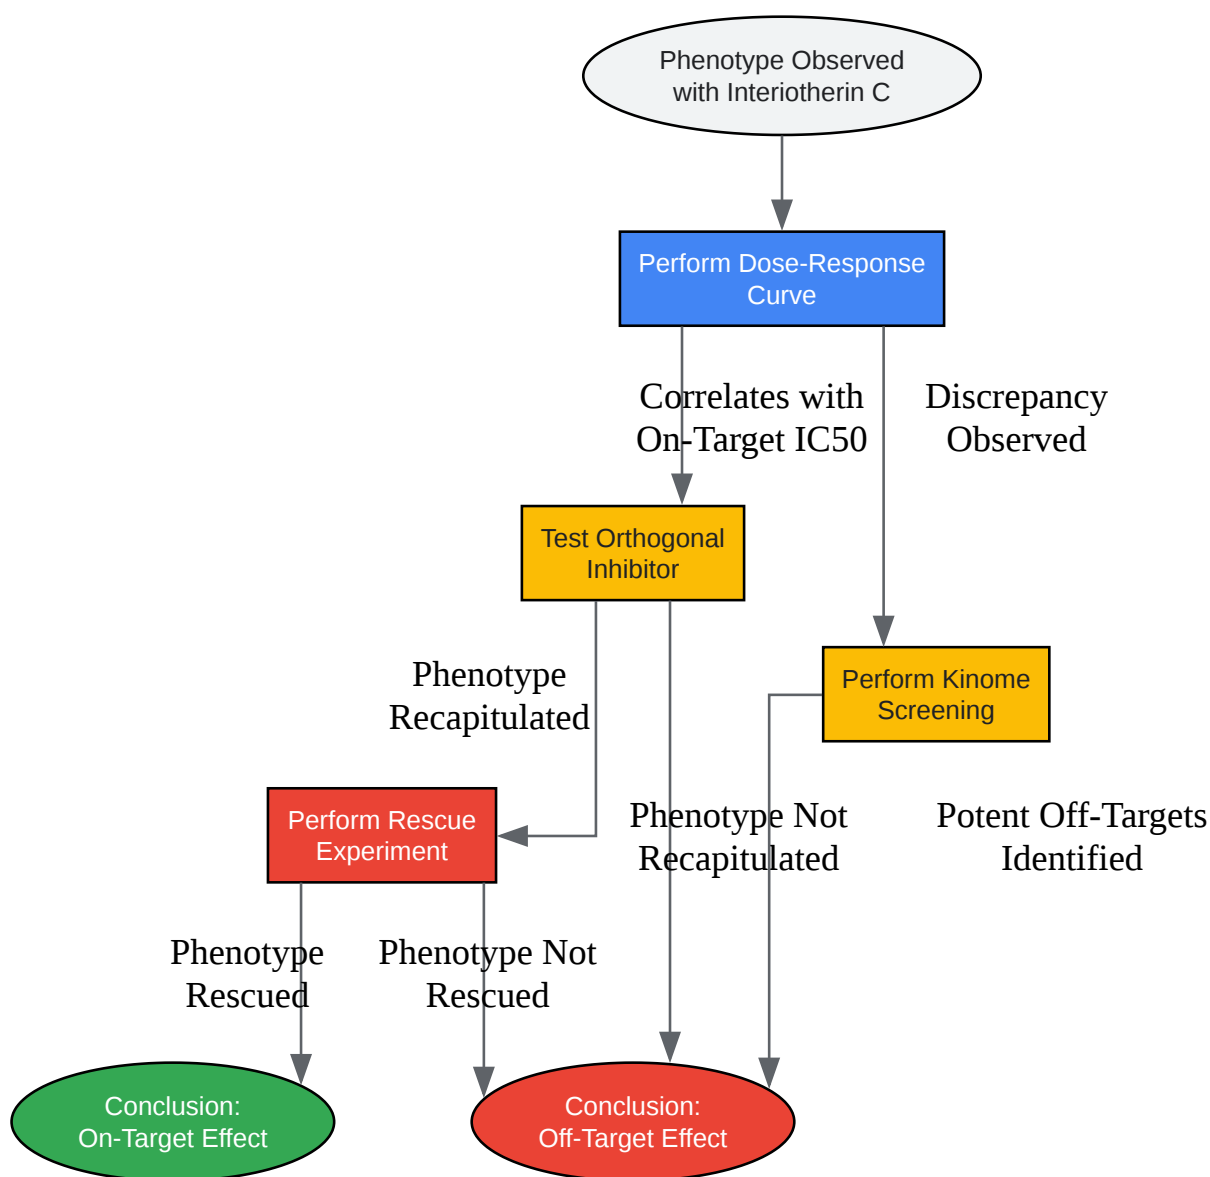 Phenotype Observed
with Interiotherin C
Perform Dose-Response
Curve
Correlates with
On-Target IC50
Discrepancy
Observed
Test Orthogonal
Inhibitor
Phenotype
Recapitulated
Perform Kinome
Screening
Perform Rescue
Experiment
Phenotype Not
Recapitulated
Potent Off-Targets
Identified
Phenotype
Rescued
Phenotype Not
Rescued
Conclusion:
On-Target Effect
Conclusion:
Off-Target Effect